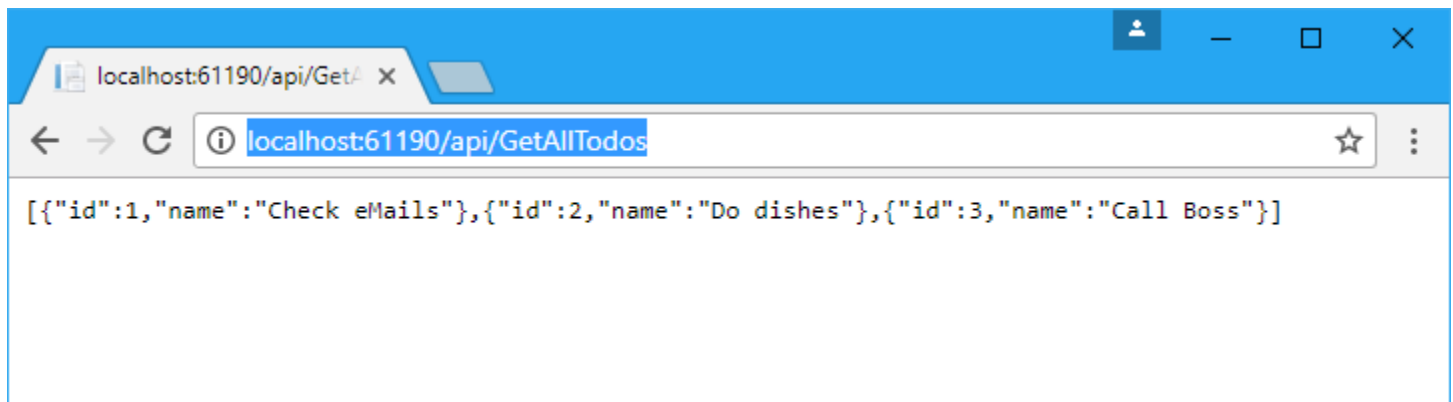 localhost:61190/api/GetA
localhost:61190/api/GetAllTodos
[{"id":1,"name":"Check eMails"},{"id":2,"name":"Do dishes"},{"id":3,"name":"Call Boss"}]